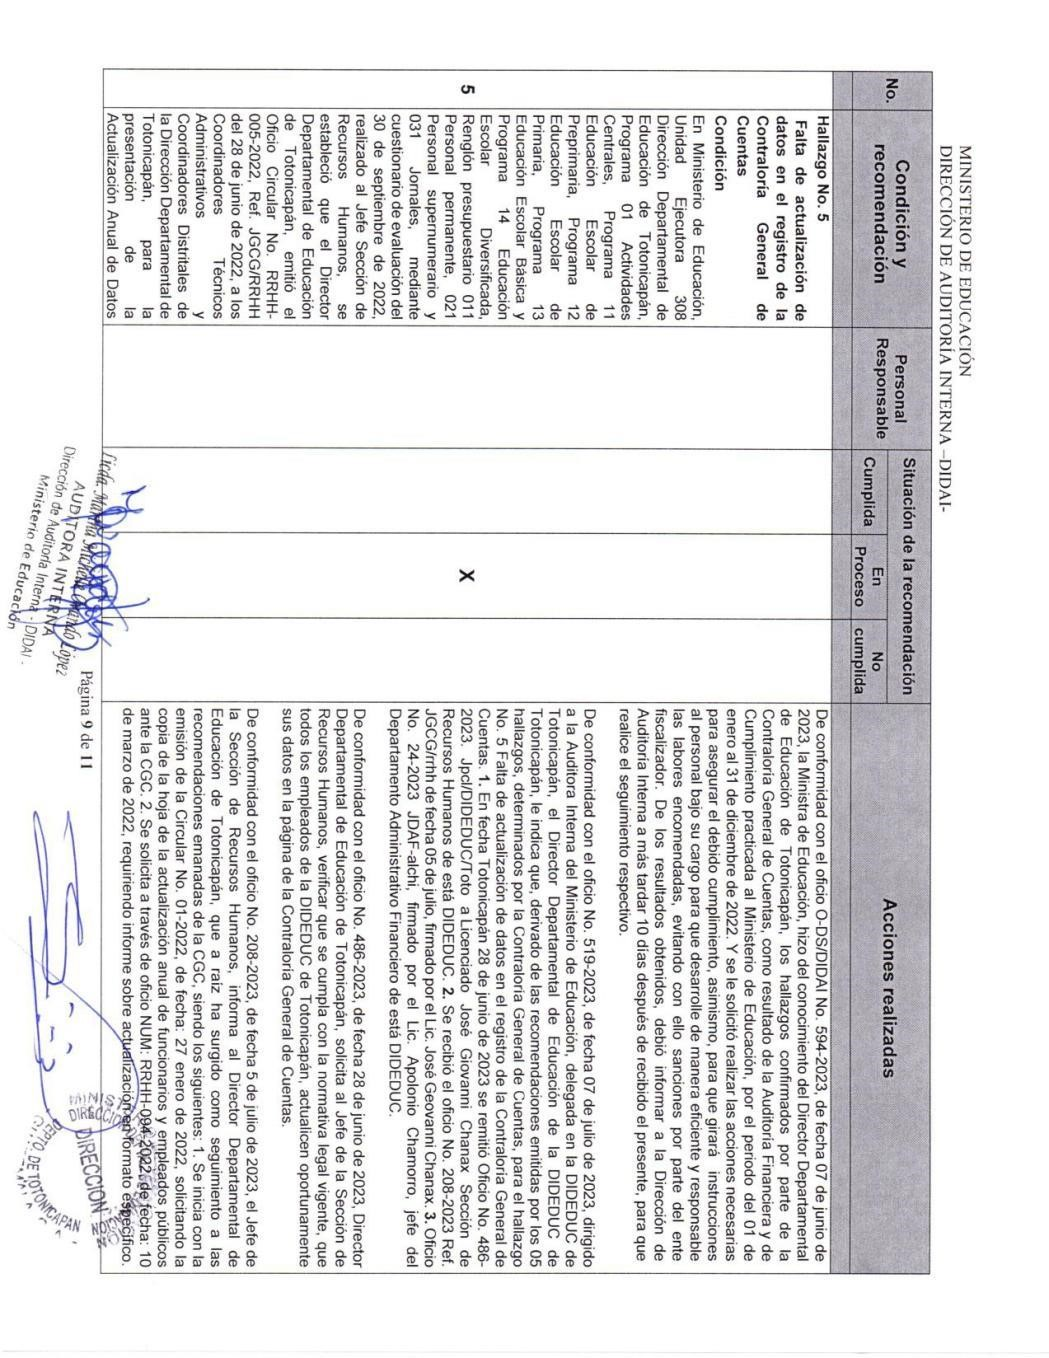 MINISTERIO DE EDUCACIÓN
DIRECCIÓN DE AUDITORÍA INTERNA –DIDAI-
No.
Condición y
recomendación
Personal
Responsable
Situación de la recomendación
Cumplida
En
Proceso
No
cumplida
Acciones realizadas
5
Hallazgo No. 5
Falta de actualización de
datos en el registro de la
Contraloría General de
Cuentas
Condición
En Ministerio de Educación,
Unidad Ejecutora 308
Dirección Departamental de
Educación de Totonicapán,
Programa 01 Actividades
Centrales, Programa 11
Educación Escolar de
Preprimaria, Programa 12
Educación Escolar de
Primaria, Programa 13
Educación Escolar Básica y
Programa 14 Educación
Escolar Diversificada,
Renglón presupuestario 011
Personal permanente, 021
Personal supernumerario y
031 Jornales, mediante
cuestionario de evaluación del
30 de septiembre de 2022,
realizado al Jefe Sección de
Recursos Humanos, se
estableció que el Director
Departamental de Educación
de Totonicapán, emitió el
Oficio Circular No. RRHH-
005-2022, Ref. JGCG/RRHH
del 28 de junio de 2022, a los
Coordinadores Técnicos
Administrativos y
Coordinadores Distritales de
la Dirección Departamental de
Totonicapán, para la
presentación de la
Actualización Anual de Datos
X
De conformidad con el oficio O-DS/DIDAI No. 594-2023, de fecha 07 de junio de
2023, la Ministra de Educación, hizo del conocimiento del Director Departamental
de Educación de Totonicapán, los hallazgos confirmados por parte de la
Contraloría General de Cuentas, como resultado de la Auditoría Financiera y de
Cumplimiento practicada al Ministerio de Educación, por el periodo del 01 de
enero al 31 de diciembre de 2022. Y se le solicitó realizar las acciones necesarias
para asegurar el debido cumplimiento, asimismo, para que girará instrucciones
al personal bajo su cargo para que desarrolle de manera eficiente y responsable
las labores encomendadas, evitando con ello sanciones por parte del ente
fiscalizador. De los resultados obtenidos, debió informar a la Dirección de
Auditoría Interna a más tardar 10 días después de recibido el presente, para que
realice el seguimiento respectivo.
De conformidad con el oficio No. 519-2023, de fecha 07 de julio de 2023, dirigido
a la Auditora Interna del Ministerio de Educación, delegada en la DIDEDUC de
Totonicapán, el Director Departamental de Educación de la DIDEDUC de
Totonicapán, le indica que, derivado de las recomendaciones emitidas por los 05
hallazgos, determinados por la Contraloría General de Cuentas, para el hallazgo
No. 5 Falta de actualización de datos en el registro de la Contraloría General de
Cuentas: 1. En fecha Totonicapán 28 de junio de 2023 se remitió Oficio No. 486-
2023. Jpcl/DIDEDUC/Toto a Licenciado José Giovanni Chanax Sección de
Recursos Humanos de está DIDEDUC. 2. Se recibió el oficio No. 208-2023 Ref.
JGCG/rrhh de fecha 05 de julio, firmado por el Lic. José Geovanni Chanax. 3. Oficio
No. 24-2023 JDAF-alchi, firmado por el Lic. Apolonio Chamorro, jefe del
Departamento Administrativo Financiero de está DIDEDUC.
De conformidad con el oficio No. 486-2023, de fecha 28 de junio de 2023, Director
Departamental de Educación de Totonicapán, solicita al Jefe de la Sección de
Recursos Humanos, verificar que se cumpla con la normativa legal vigente, que
todos los empleados de la DIDEDUC de Totonicapán, actualicen oportunamente
sus datos en la página de la Contraloría General de Cuentas.
De conformidad con el oficio No. 208-2023, de fecha 5 de julio de 2023, el Jefe de
la Sección de Recursos Humanos, informa al Director Departamental de
Educación de Totonicapán, que a raíz ha surgido como seguimiento a las
recomendaciones emanadas de la CGC, siendo los siguientes: 1. Se inicia con la
emisión de la Circular No. 01-2022, de fecha: 27 enero de 2022, solicitando la
copia de la hoja de la actualización anual de funcionarios y empleados públicos
ante la CGC. 2. Se solicita a través de oficio NUM: RRHH-094-2022 de fecha: 10
de marzo de 2022, requiriendo informe sobre actualización en formato específico.
Página 9 de 11
Licda.
AUDITORA INTERNA
Dirección de Auditoría Interna - DIDAI.
Ministerio de Educación
DIRECCIÓN
DIRECCIÓN
DE TOTONICAPAN